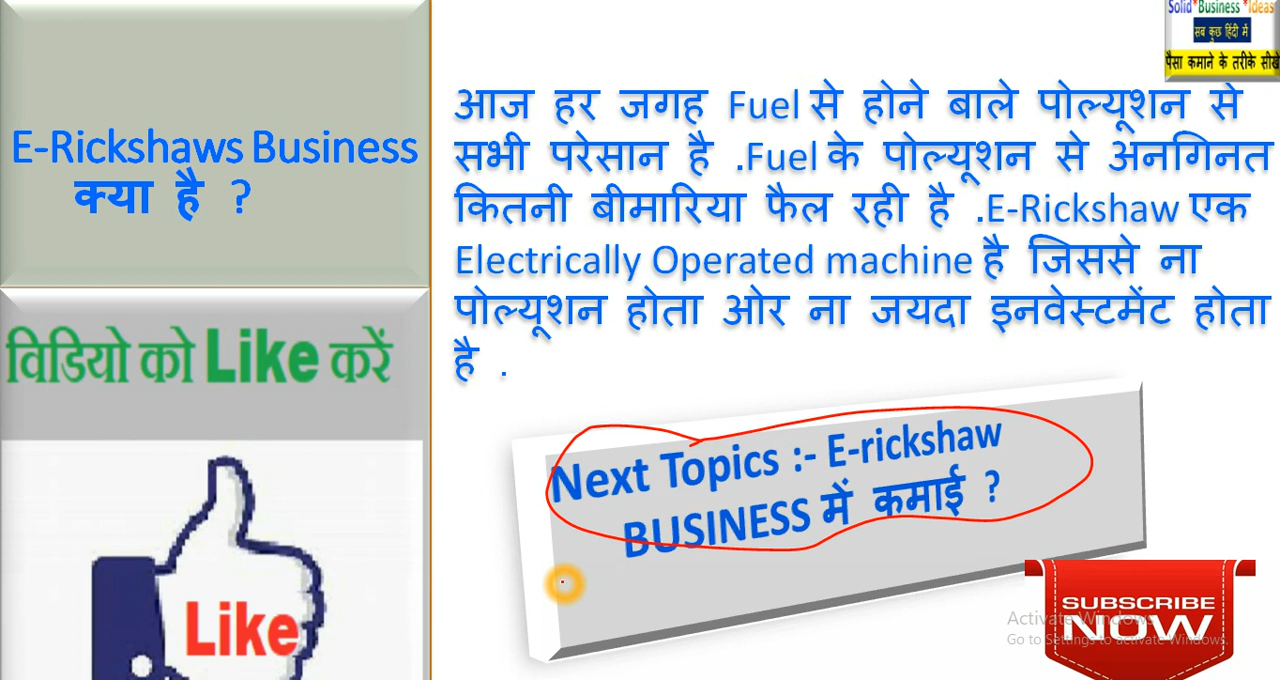 Solid*Business *Ideas
सब कुछ हिंदी में
पैसा कमाने के तरीके सीखे
E-Rickshaws Business
क्या है ?
आज हर जगह Fuel से होने बाले पोल्यूशन से
सभी परेसान है .Fuel के पोल्यूशन से अनगिनत
कितनी बीमारिया फैल रही है .E-Rickshaw एक
Electrically Operated machine है जिससे ना
पोल्यूशन होता ओर ना जयदा इनवेस्टमेंट होता
है .
विडियो को Like करें
Like
Next Topics :- E-rickshaw
BUSINESS में कमाई ?
SUBSCRIBE
NOW
Activate Windows
Go to Settings to activate Windows.